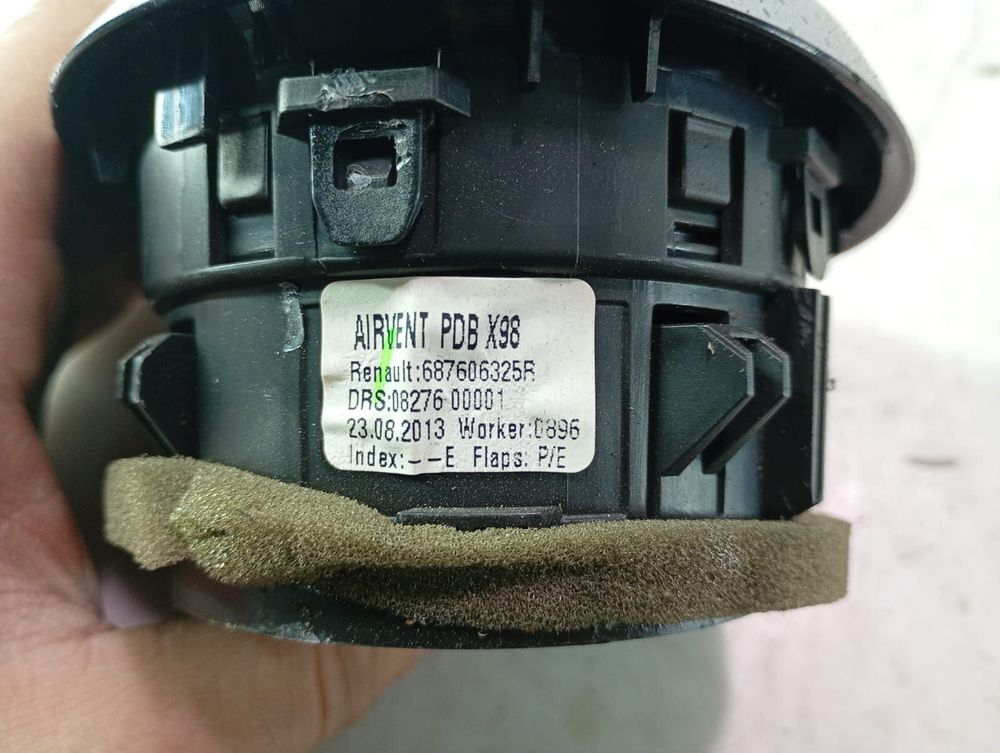 AIRVENT PDB X98
Renault:687606325R
DRS:08276 00001
23.08.2013 Worker:0896
Index:--E Flaps: P/E